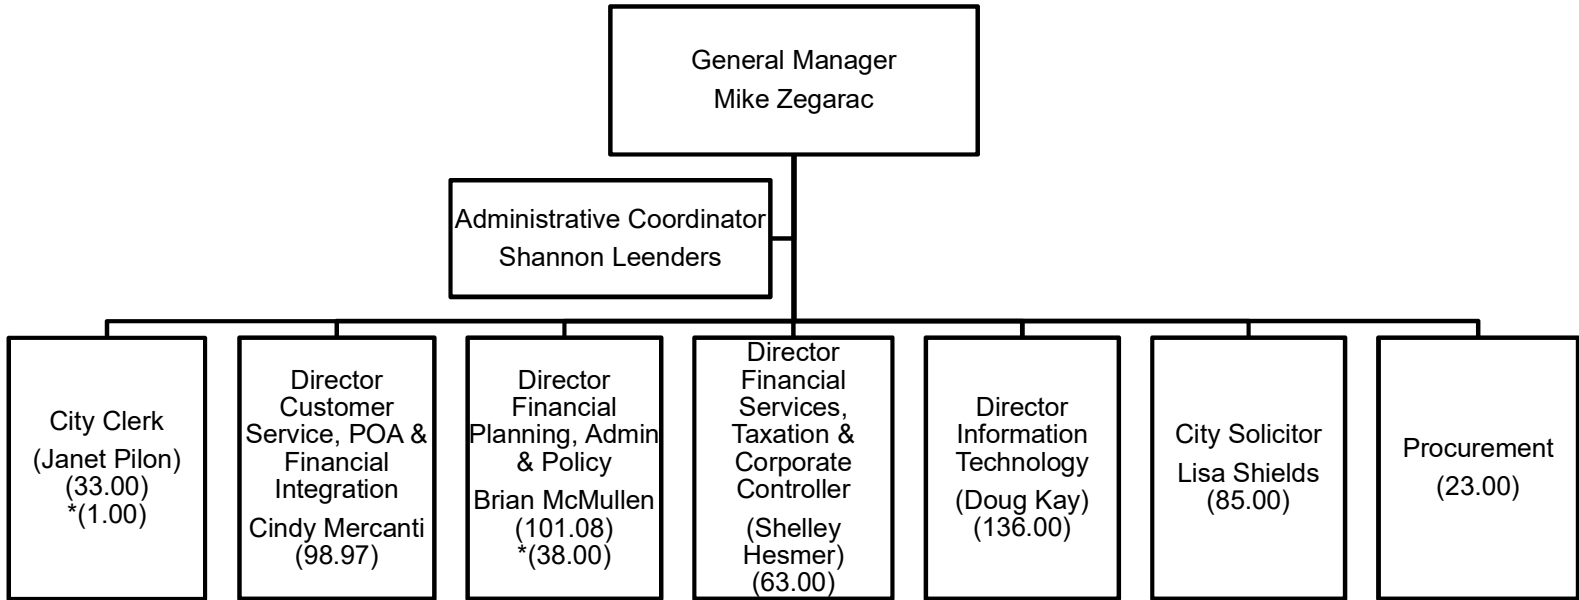 General Manager
Mike Zegarac
Administrative Coordinator
Shannon Leenders
City Clerk
(Janet Pilon)
(33.00)
*(1.00)
Director
Customer
Service, POA &
Financial
Integration
Cindy Mercanti
(98.97)
Director
Financial
Planning, Admin
& Policy
Brian McMullen
(101.08)
*(38.00)
Director
Financial
Services,
Taxation &
Corporate
Controller
(Shelley
Hesmer)
(63.00)
Director
Information
Technology
(Doug Kay)
(136.00)
City Solicitor
Lisa Shields
(85.00)
Procurement
(23.00)